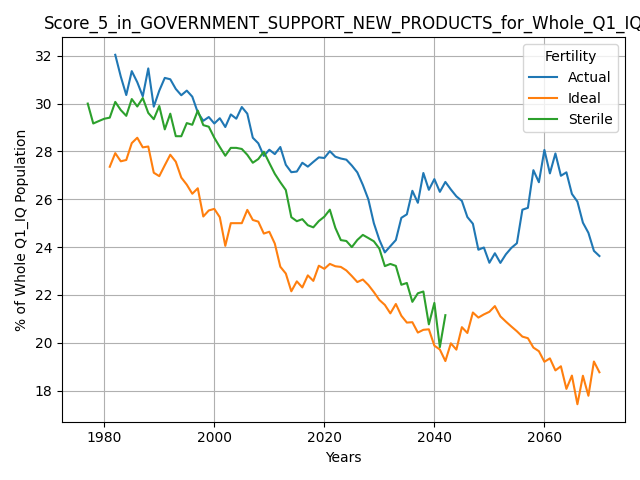 Score_5_in_GOVERNMENT_SUPPORT_NEW_PRODUCTS_for_Whole_Q1_IQ
Fertility
Actual
Ideal
Sterile
% of Whole Q1_IQ Population
32
30
28
26
24
22
20
18
1980
2000
2020
2040
2060
Years